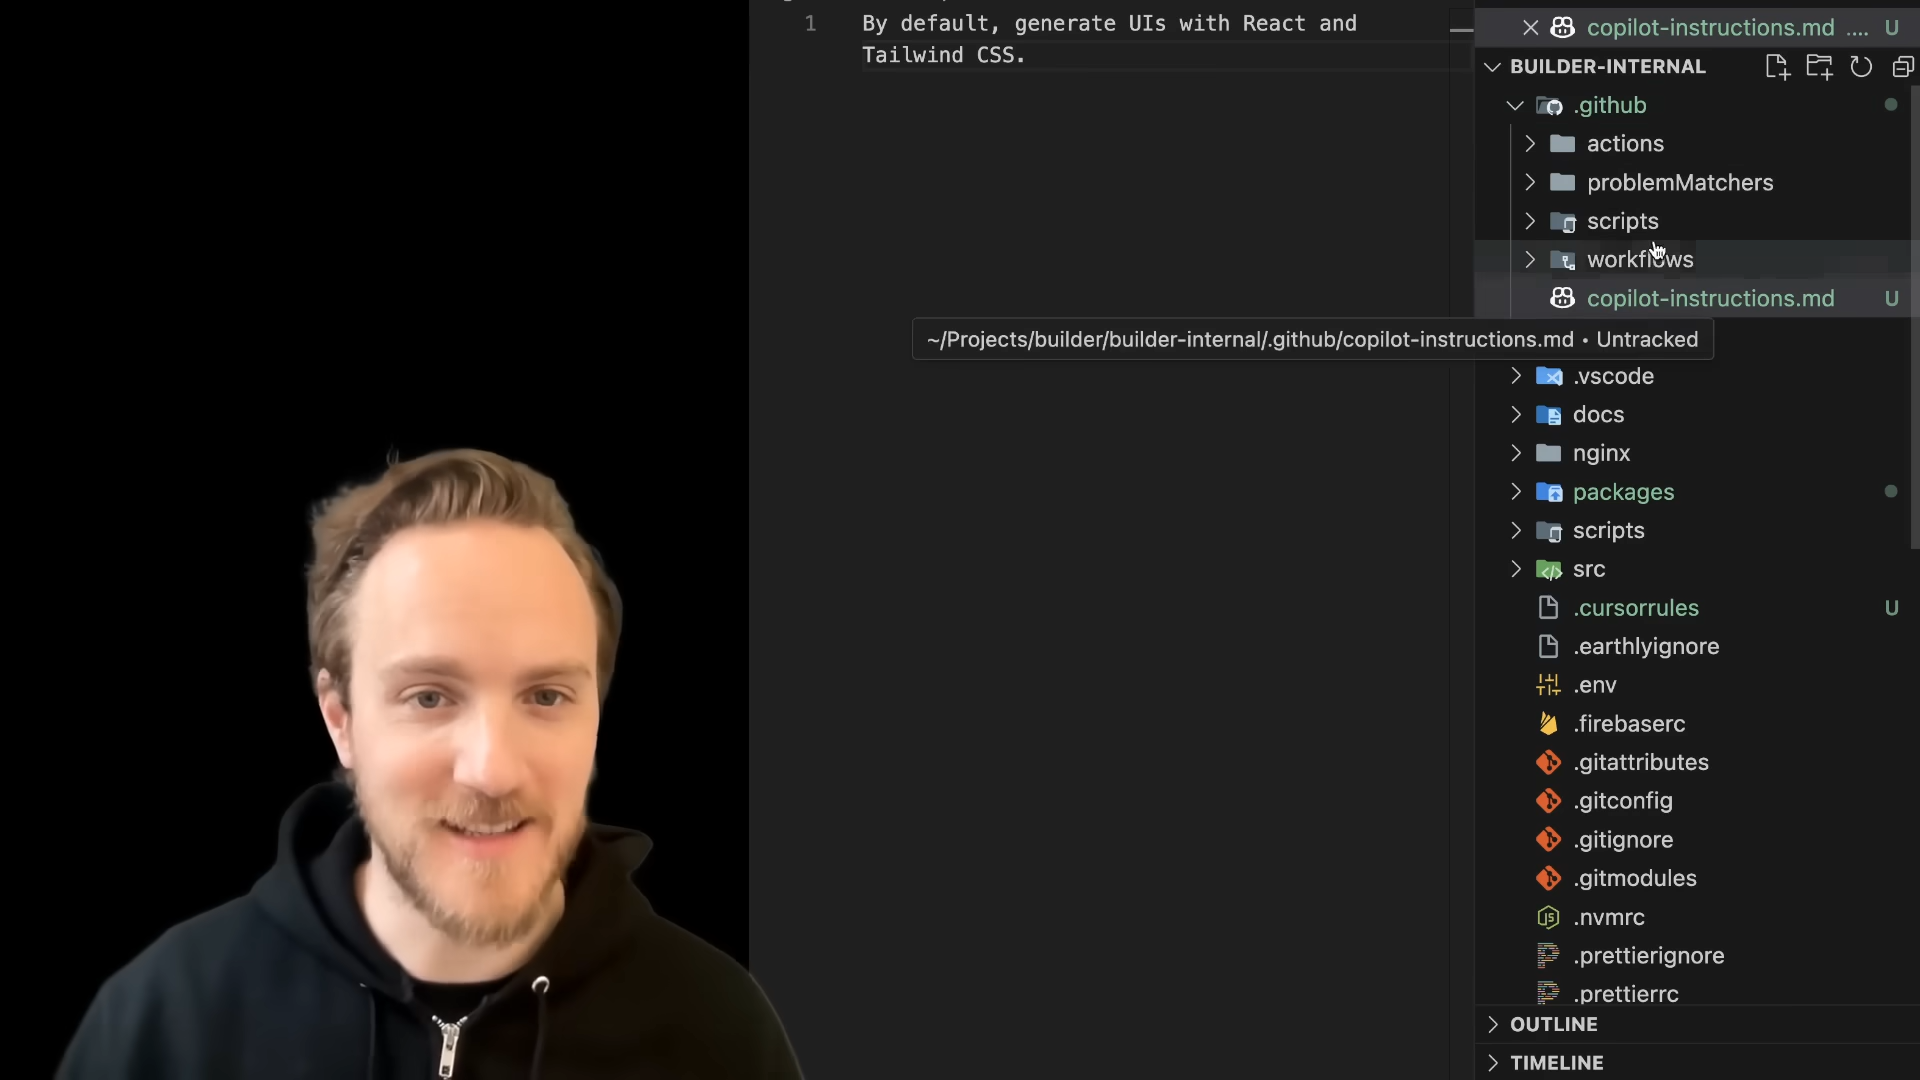 1 By default, generate UIs with React and
Tailwind CSS.
copilot-instructions.md .... U
BUILDER-INTERNAL
.github
actions
problemMatchers
scripts
workflows
copilot-instructions.md U
~/Projects/builder/builder-internal/.github/copilot-instructions.md • Untracked
.vscode
docs
nginx
packages
scripts
src
.cursorrules U
.earthlyignore
.env
.firebaserc
.gitattributes
.gitconfig
.gitignore
.gitmodules
.nvmrc
.prettierignore
.prettierrc
OUTLINE
TIMELINE